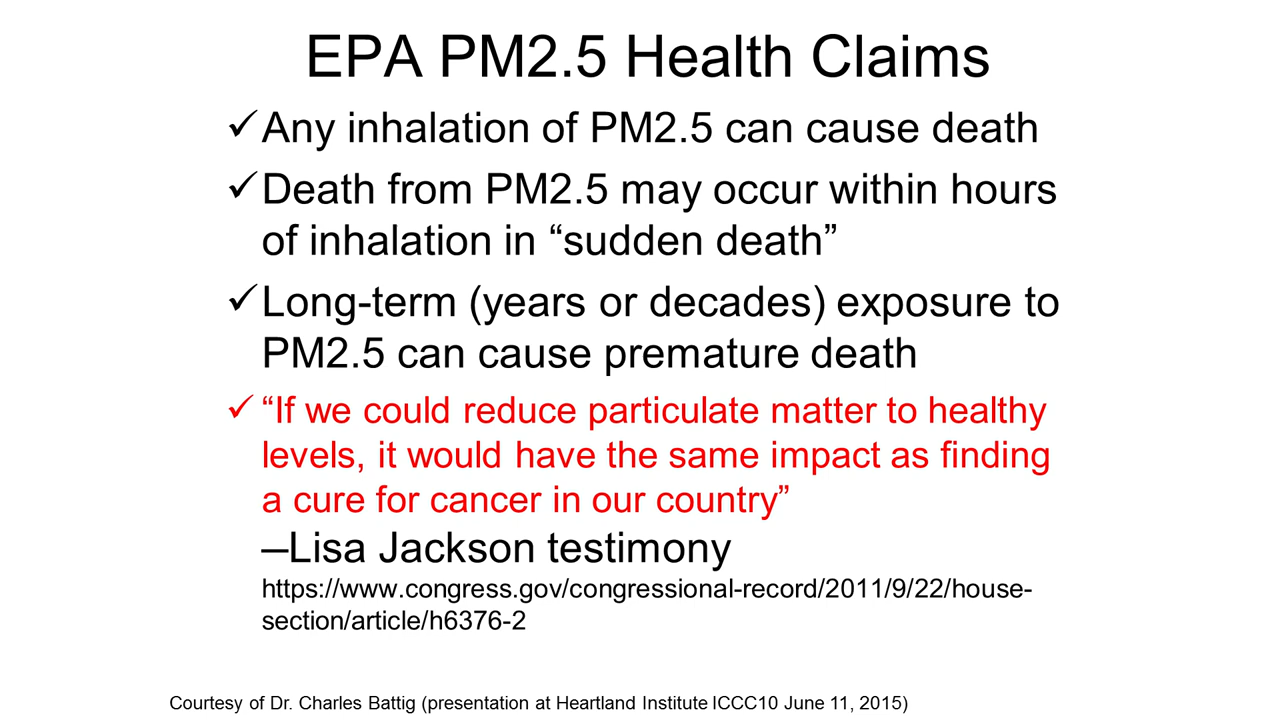 EPA PM2.5 Health Claims
✓Any inhalation of PM2.5 can cause death
✓Death from PM2.5 may occur within hours
of inhalation in “sudden death”
✓Long-term (years or decades) exposure to
PM2.5 can cause premature death
✓“If we could reduce particulate matter to healthy
levels, it would have the same impact as finding
a cure for cancer in our country”
—Lisa Jackson testimony
https://www.congress.gov/congressional-record/2011/9/22/house-
section/article/h6376-2
Courtesy of Dr. Charles Battig (presentation at Heartland Institute ICCC10 June 11, 2015)